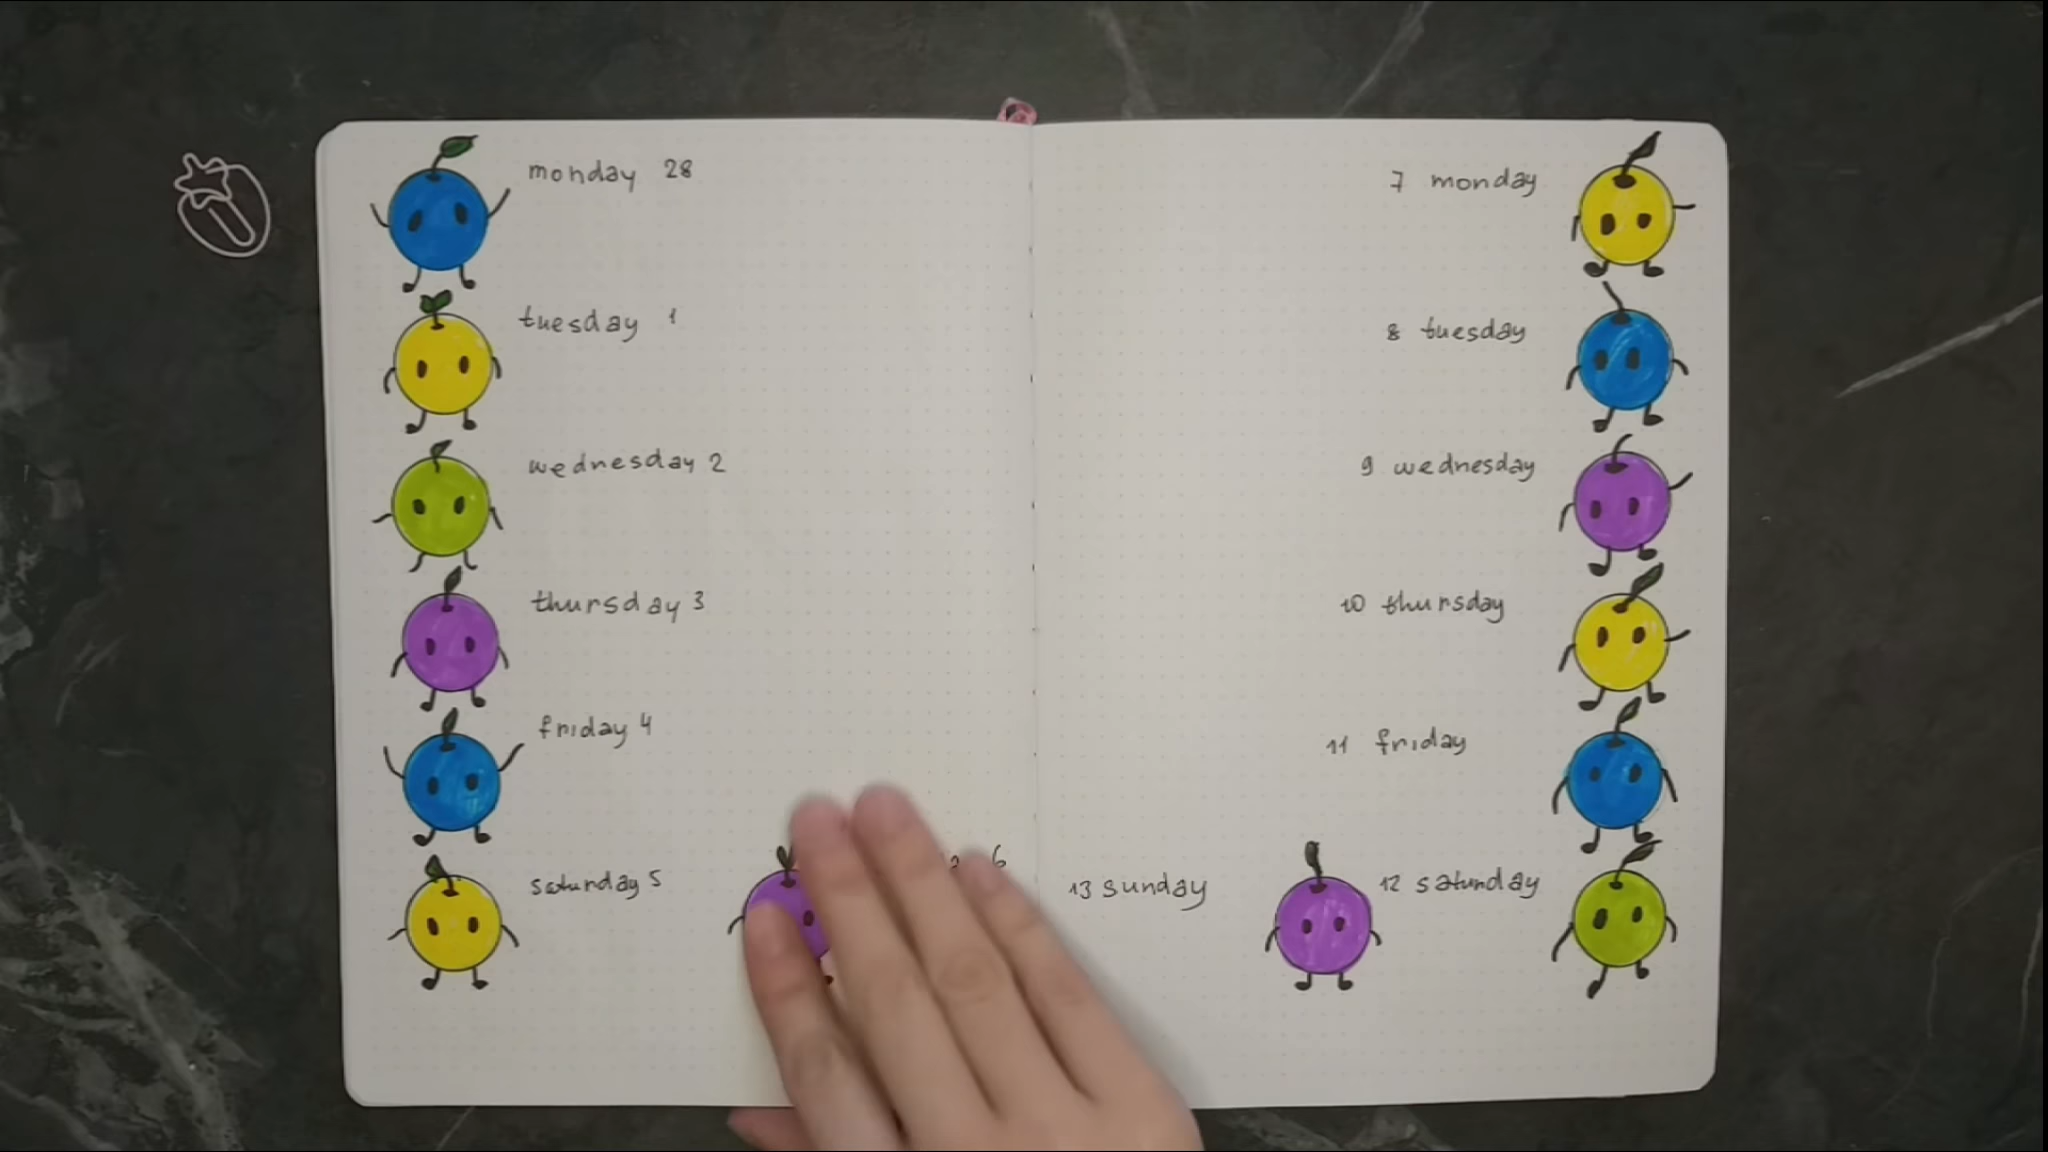 monday 28
tuesday 1
wednesday 2
thursday 3
friday 4
saturday 5
6
7 monday
8 tuesday
9 wednesday
10 thursday
11 friday
13 sunday
12 saturday